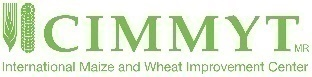 CIMMYT MR
International Maize and Wheat Improvement Center